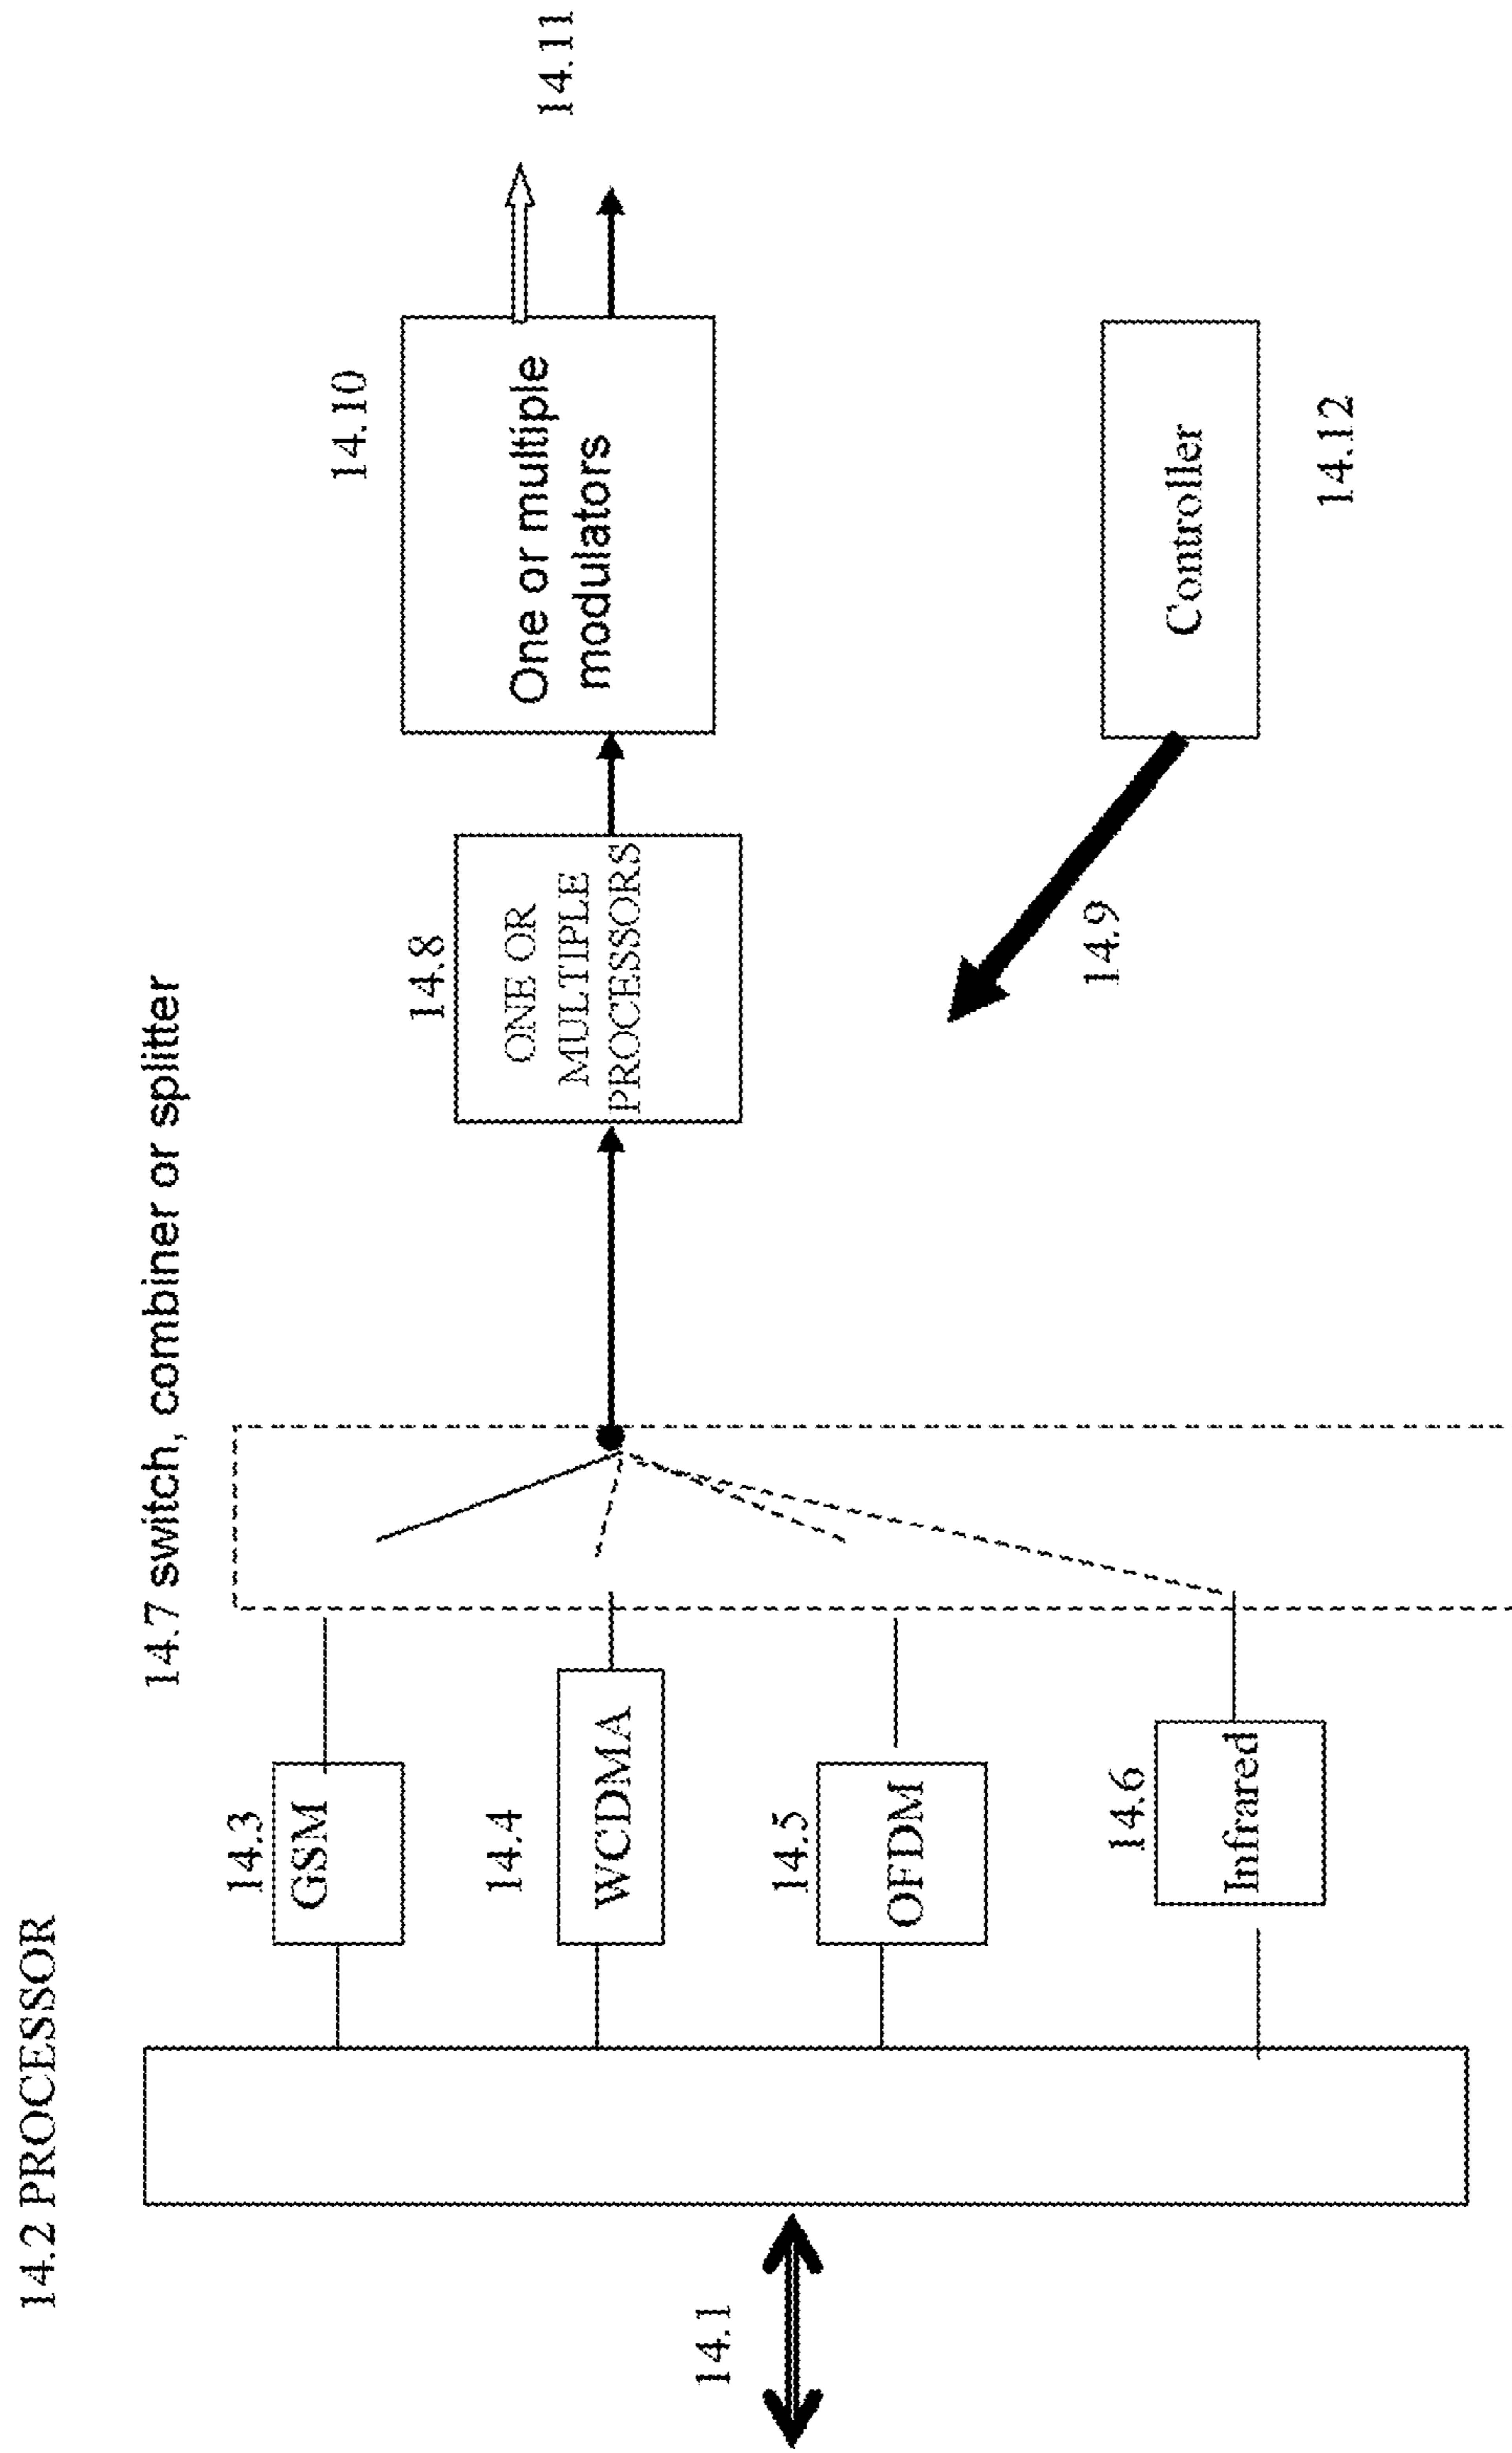 14.2 PROCESSOR
14.7 switch, combiner or splitter
14.1
14.3
GSM
14.4
WCDMA
14.5
OFDM
14.6
Infrared
14.8
ONE OR
MULTIPLE
PROCESSORS
14.9
14.10
One or multiple
modulators
14.11
Controller
14.12